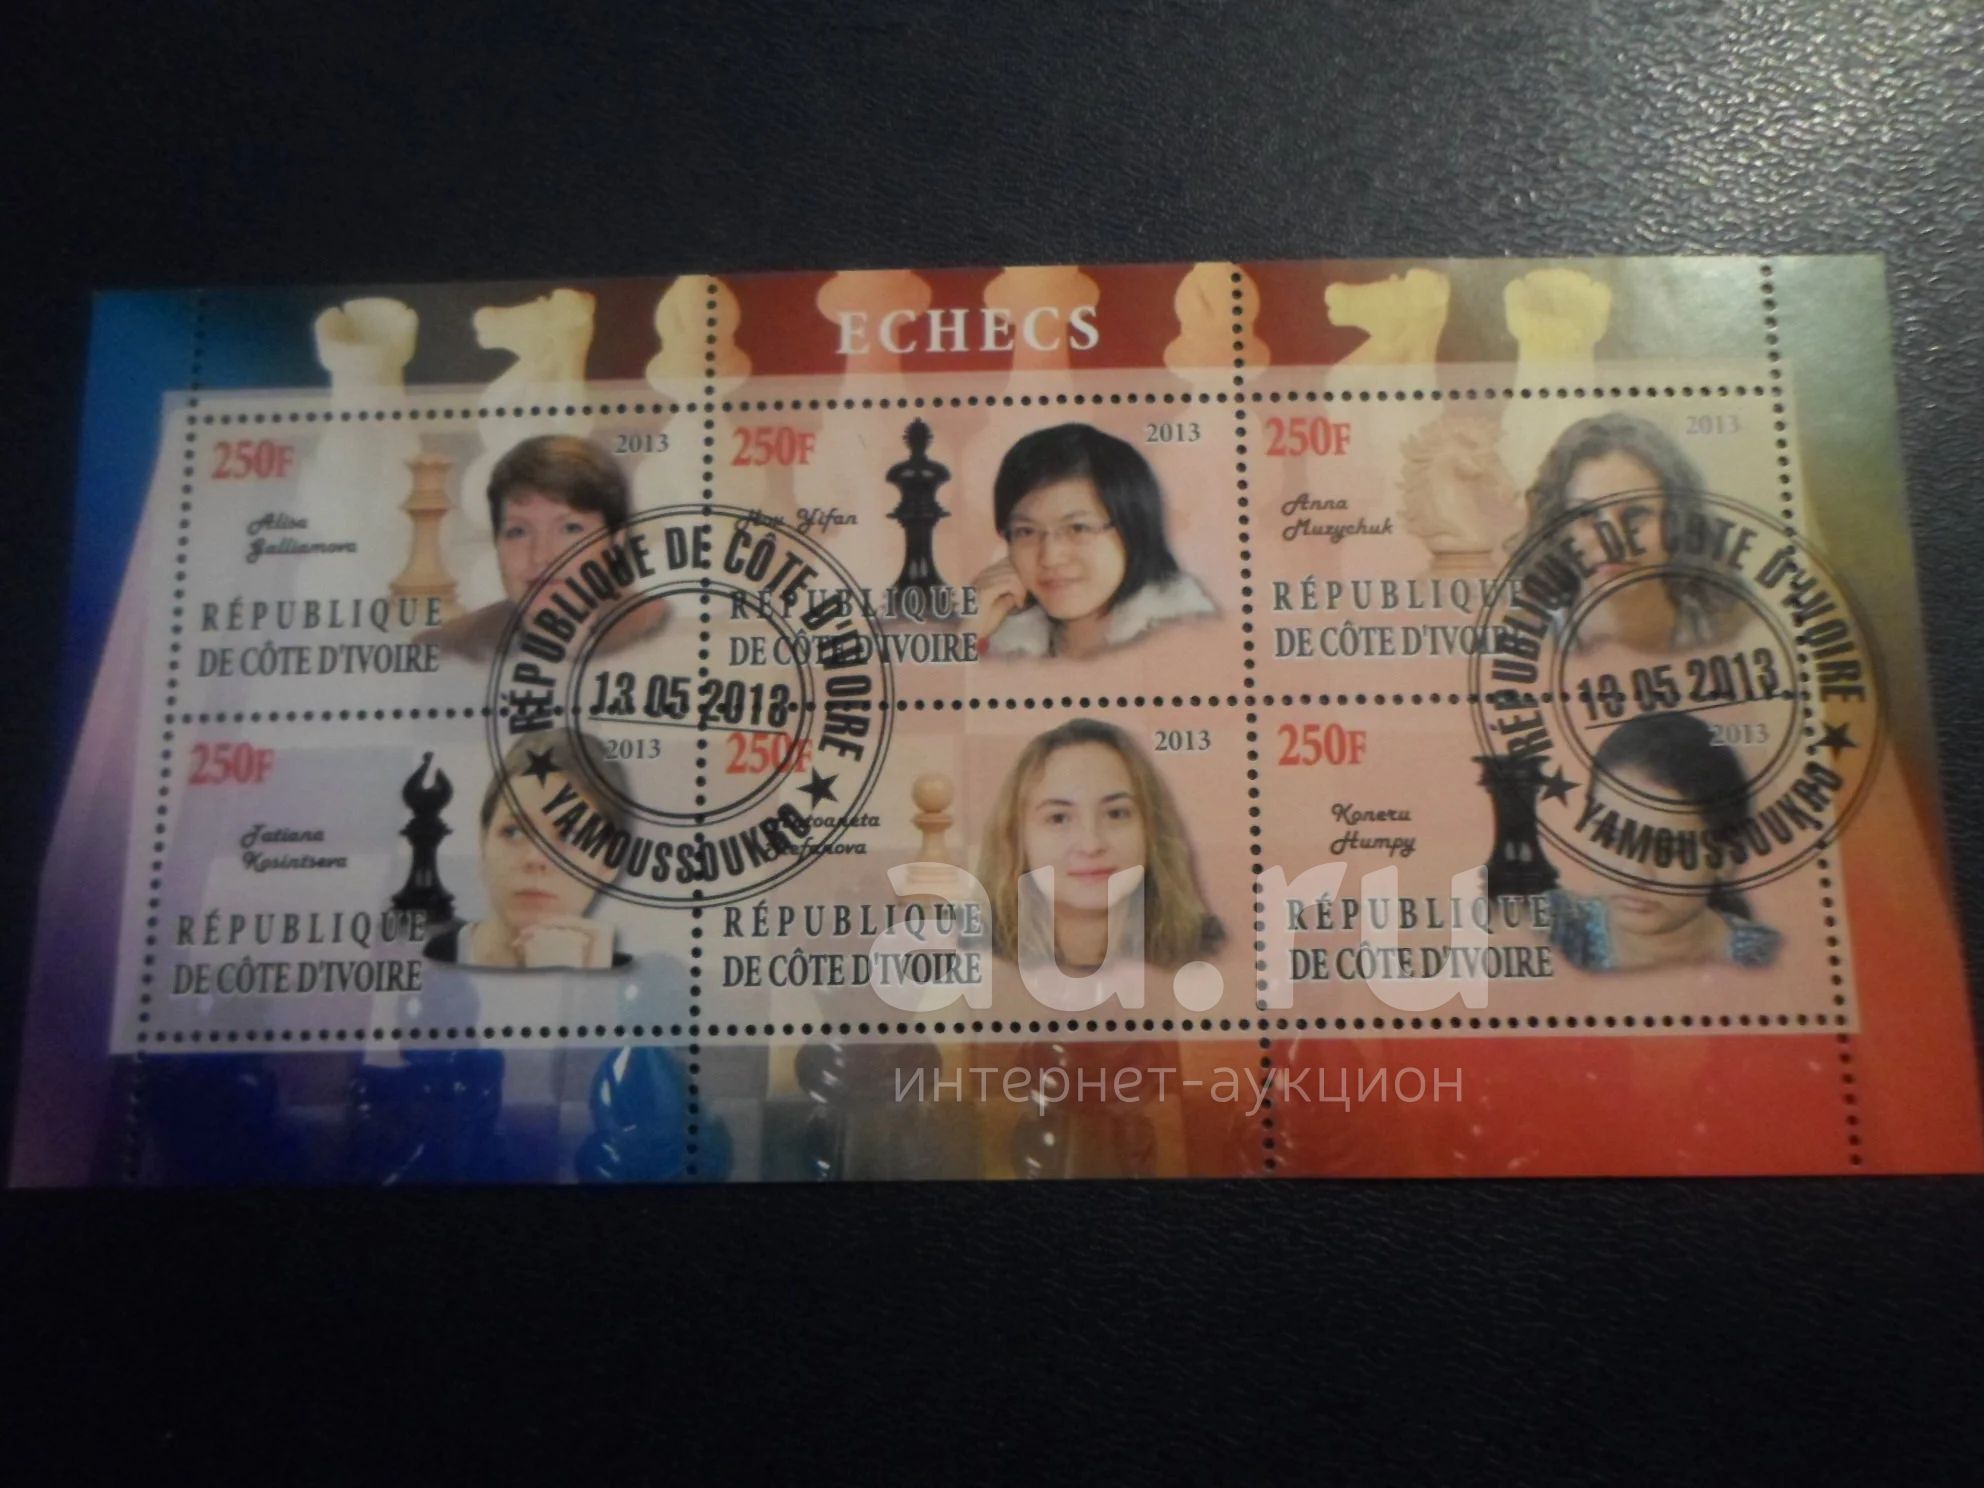 ECHECS
250F
2013
Alisa
Galliamova
RÉPUBLIQUE
DE CÔTE D'IVOIRE
250F
2013
Hou Yifan
RÉPUBLIQUE
DE CÔTE D'IVOIRE
250F
2013
Anna
Muzychuk
RÉPUBLIQUE
DE CÔTE D'IVOIRE
RÉPUBLIQUE DE CÔTE D'IVOIRE
13.05.2013
★ YAMOUSSOUKRO ★
RÉPUBLIQUE DE CÔTE D'IVOIRE
13.05.2013
★ YAMOUSSOUKRO ★
250F
2013
Tatiana
Kosintseva
RÉPUBLIQUE
DE CÔTE D'IVOIRE
250F
2013
Antoaneta
Stefanova
RÉPUBLIQUE
DE CÔTE D'IVOIRE
250F
2013
Koneru
Humpy
RÉPUBLIQUE
DE CÔTE D'IVOIRE
au.ru
интернет-аукцион